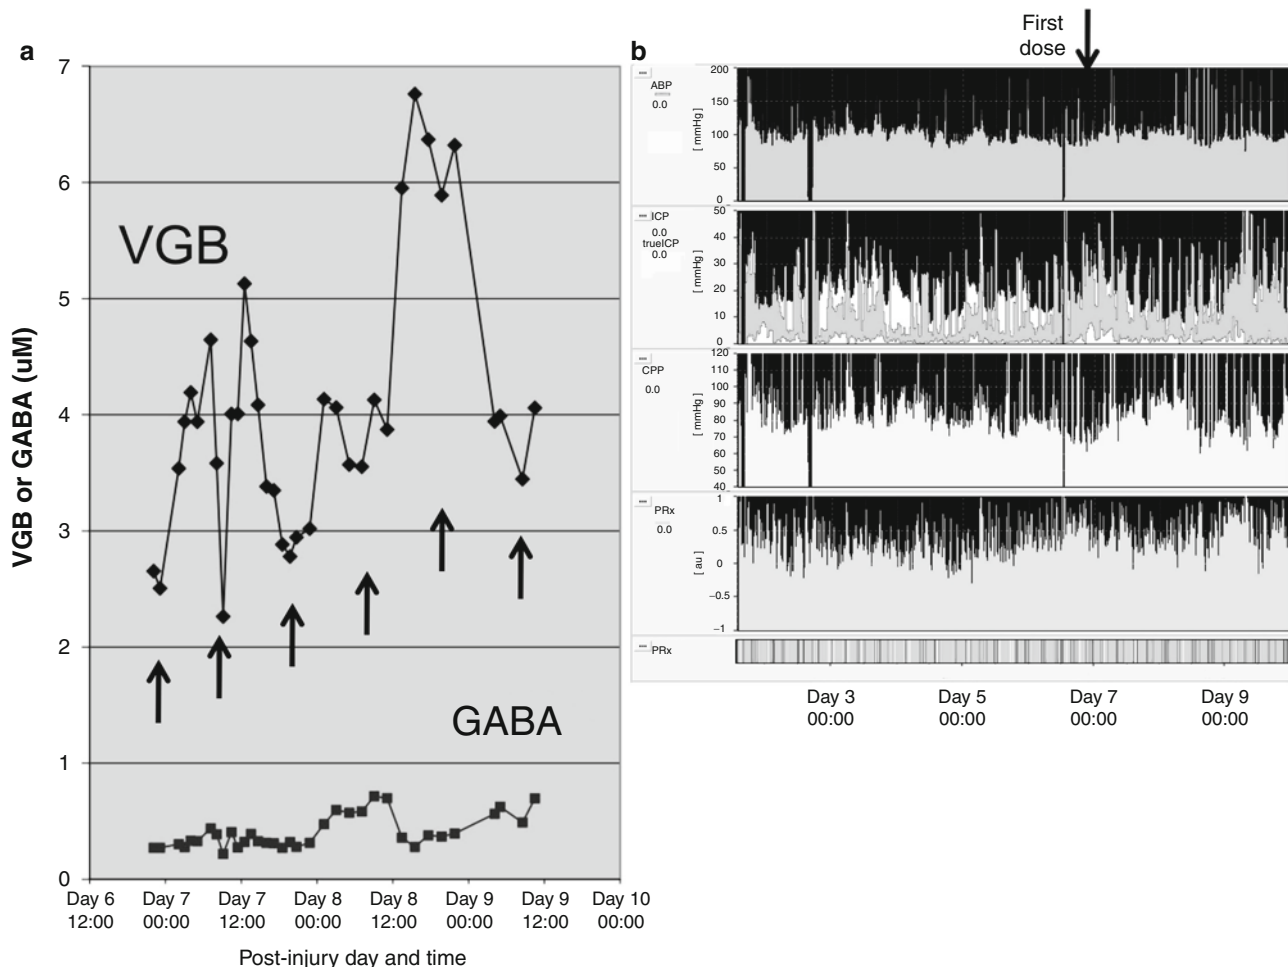 a
7
6
5
4
3
2
1
0
VGB or GABA (uM)
VGB
GABA
Day 6 Day 7 Day 7 Day 8 Day 8 Day 9 Day 9 Day 10
12:00 00:00 12:00 00:00 12:00 00:00 12:00 00:00
Post-injury day and time
b
First
dose
ABP
0.0
[ mmHg ]
200
150
100
50
0
ICP
0.0
trueICP
0.0
[ mmHg ]
50
40
30
20
10
0
CPP
0.0
[ mmHg ]
120
110
100
90
80
70
60
50
40
PRx
0.0
[ au ]
1
0.5
0
−0.5
−1
PRx
Day 3 Day 5 Day 7 Day 9
00:00 00:00 00:00 00:00